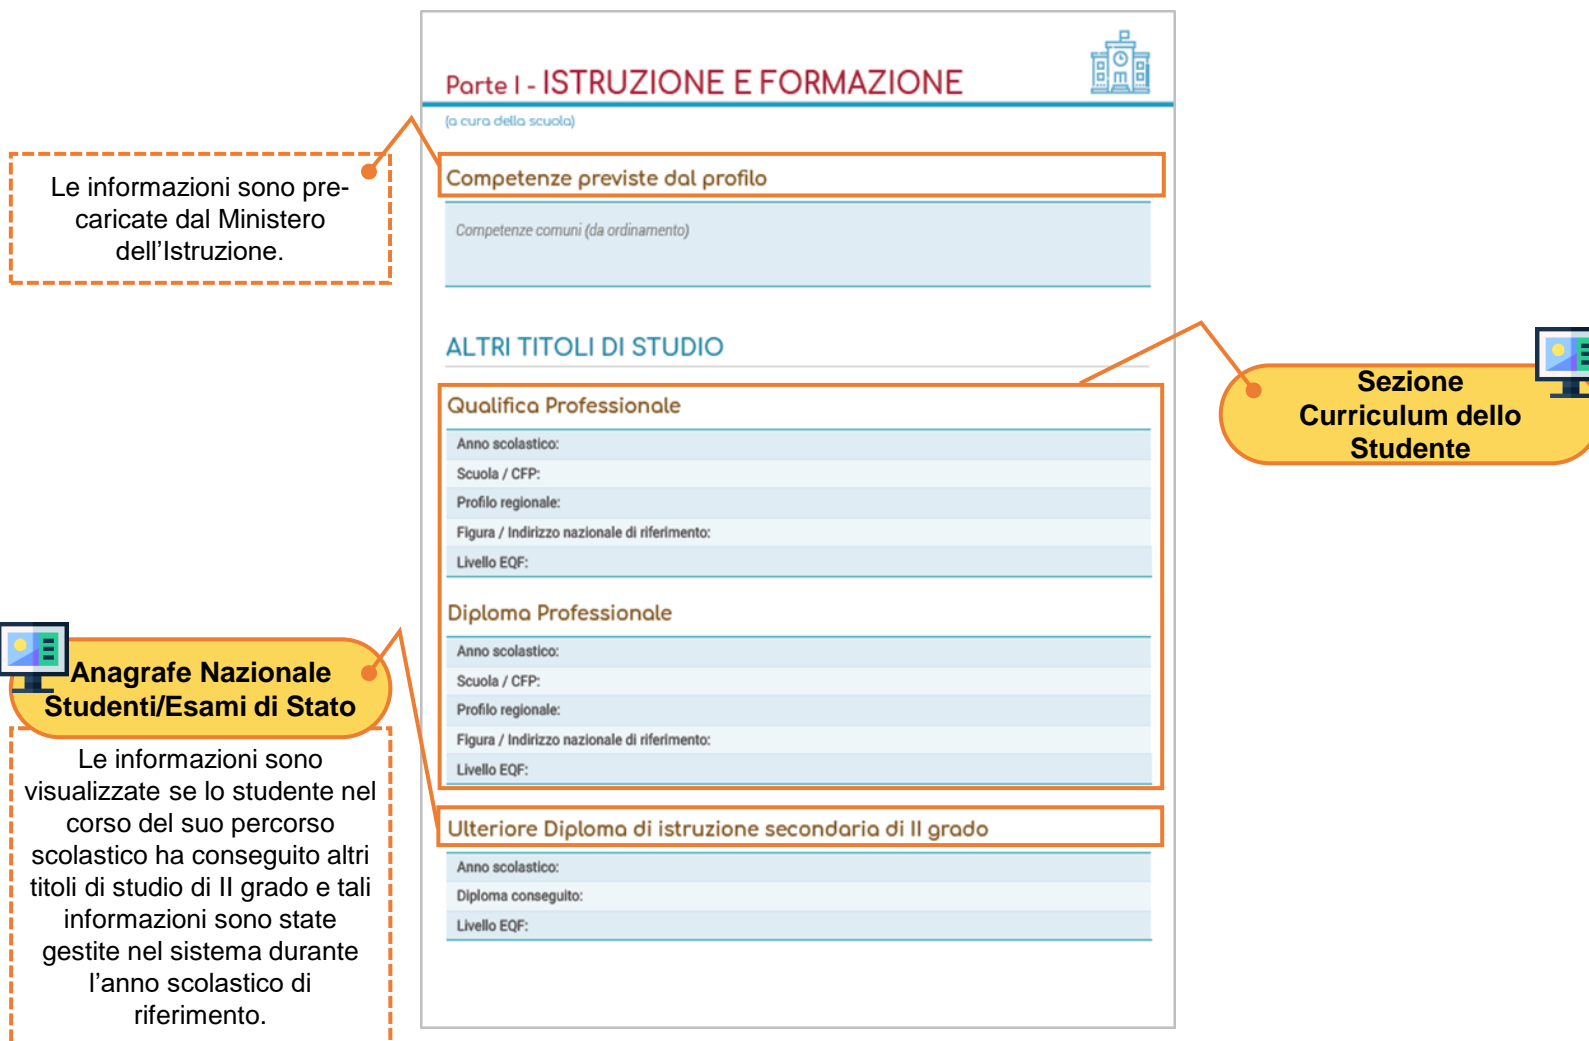 Parte I - ISTRUZIONE E FORMAZIONE
(a cura della scuola)
Le informazioni sono pre-
caricate dal Ministero
dell’Istruzione.
Competenze previste dal profilo
Competenze comuni (da ordinamento)
ALTRI TITOLI DI STUDIO
Sezione
Curriculum dello
Studente
Qualifica Professionale
Anno scolastico:
Scuola / CFP:
Profilo regionale:
Figura / Indirizzo nazionale di riferimento:
Livello EQF:
Diploma Professionale
Anno scolastico:
Scuola / CFP:
Profilo regionale:
Figura / Indirizzo nazionale di riferimento:
Livello EQF:
Anagrafe Nazionale
Studenti/Esami di Stato
Le informazioni sono
visualizzate se lo studente nel
corso del suo percorso
scolastico ha conseguito altri
titoli di studio di II grado e tali
informazioni sono state
gestite nel sistema durante
l’anno scolastico di
riferimento.
Ulteriore Diploma di istruzione secondaria di II grado
Anno scolastico:
Diploma conseguito:
Livello EQF: